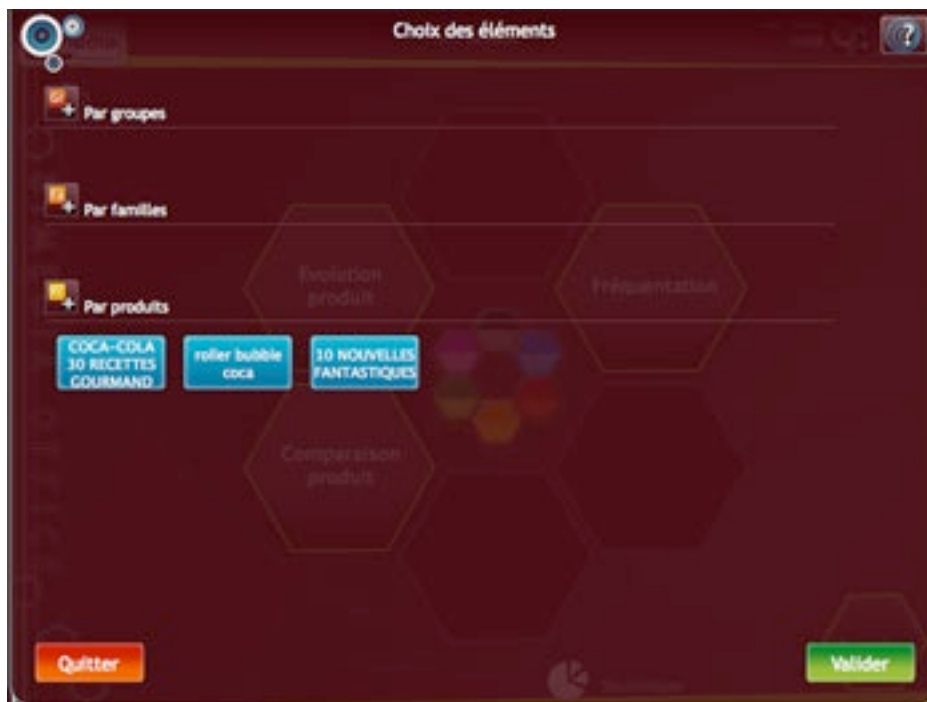 Choix des éléments
?
Par groupes
Par familles
Evolution
produit
Fréquentation
Par produits
COCA-COLA
30 RECETTES
GOURMAND
roller bubble
coca
10 NOUVELLES
FANTASTIQUES
Comparaison
produit
Quitter
Valider